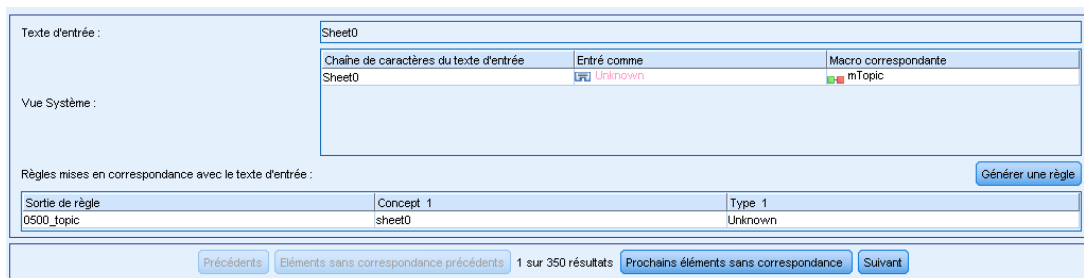 Texte d'entrée : Sheet0
Chaîne de caractères du texte d'entrée Entré comme Macro correspondante
Sheet0 Unknown mTopic
Vue Système :
Règles mises en correspondance avec le texte d'entrée : Générer une règle
Sortie de règle Concept 1 Type 1
0500_topic sheet0 Unknown
Précédents Eléments sans correspondance précédents 1 sur 350 résultats Prochains éléments sans correspondance Suivant